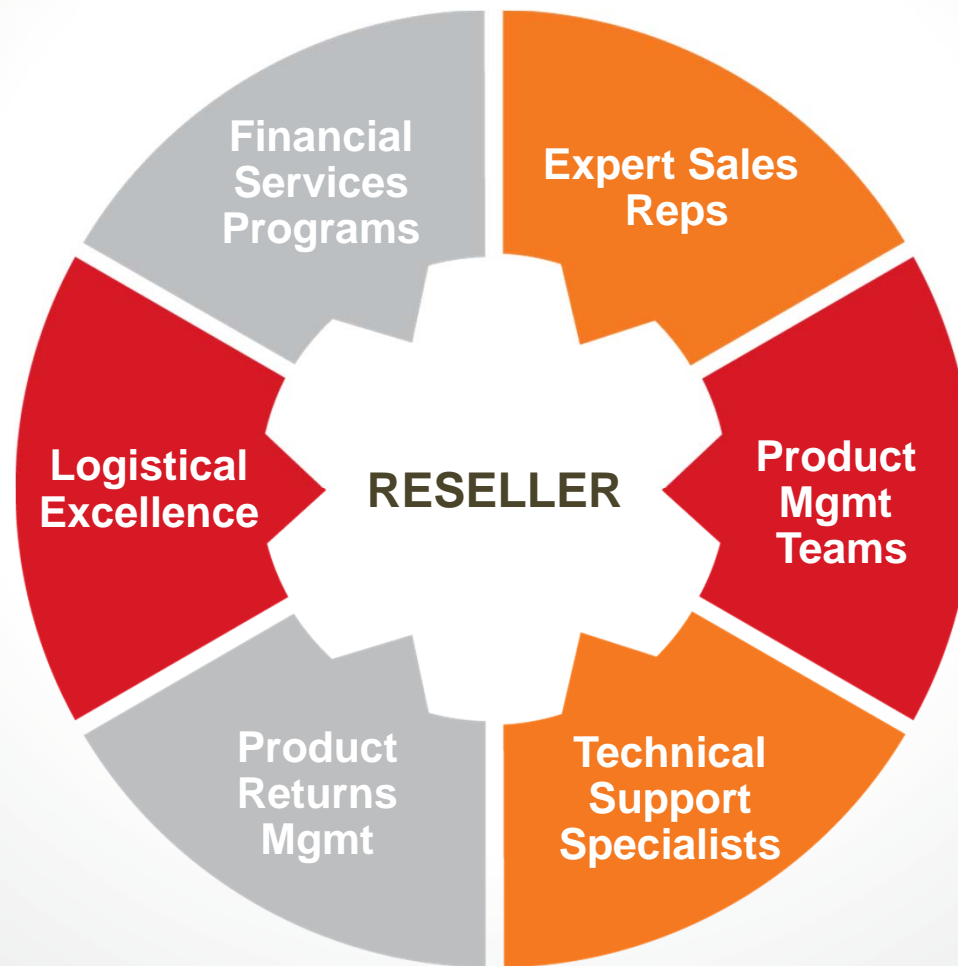 Financial
Services
Programs
Expert Sales
Reps
Logistical
Excellence
RESELLER
Product
Mgmt
Teams
Product
Returns
Mgmt
Technical
Support
Specialists